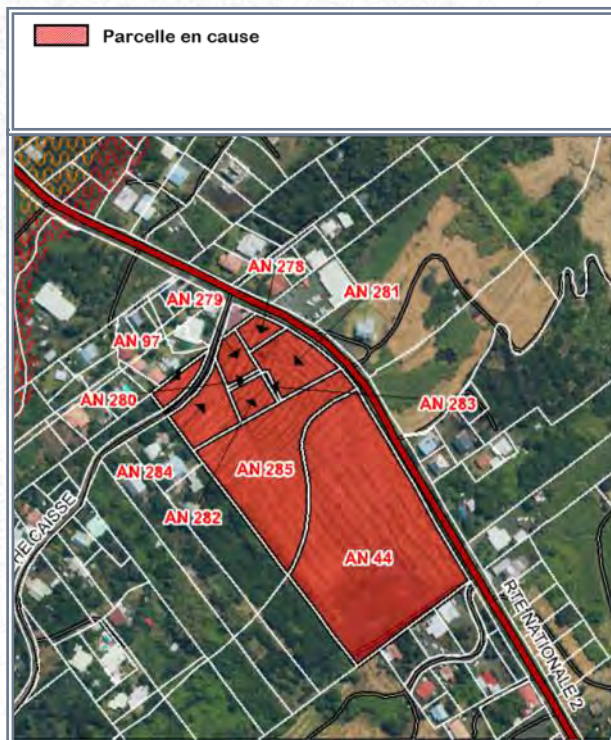 Parcelle en cause
AN 278
AN 279
AN 281
AN 97
AN 280
AN 283
AN 284
AN 285
AN 282
HE CAISSE
AN 44
RTE NATIONALE 2